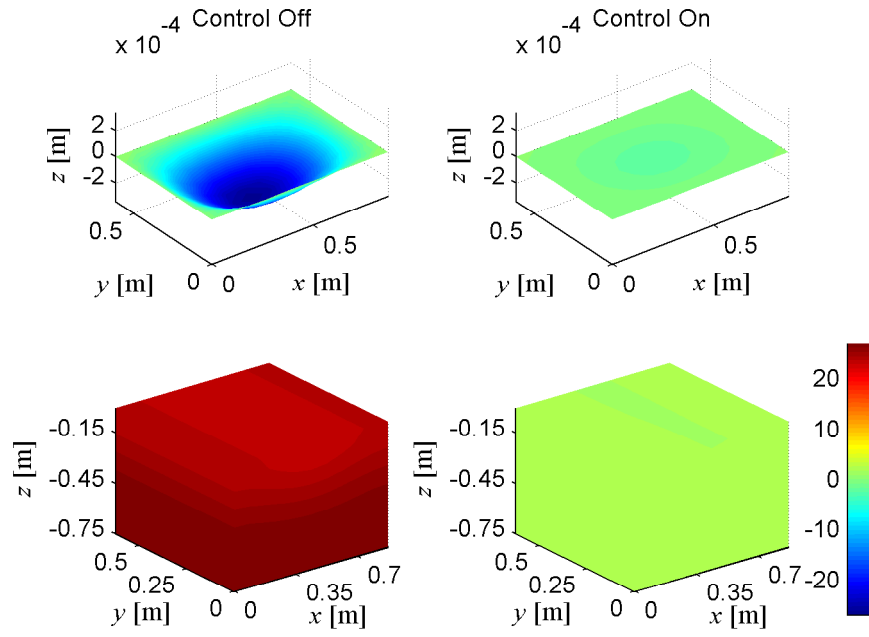 Control Off
x 10
-4
2
0
-2
z [m]
0.5
0
y [m]
0
0.5
x [m]
Control On
x 10
-4
2
0
-2
z [m]
0.5
0
y [m]
0
0.5
x [m]
-0.15
-0.45
-0.75
z [m]
0.5
0.25
0
y [m]
0
0.35
0.7
x [m]
-0.15
-0.45
-0.75
z [m]
0.5
0.25
0
y [m]
0
0.35
0.7
x [m]
20
10
0
-10
-20